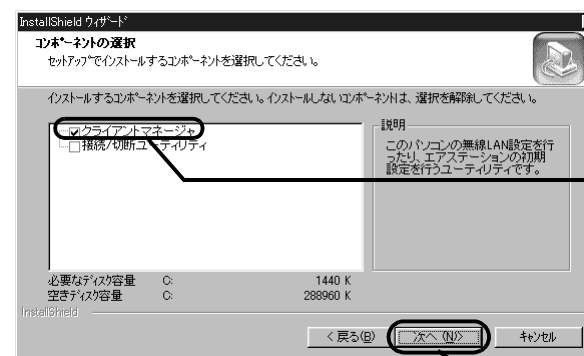 InstallShield ウィザード
コンポーネントの選択
セットアップでインストールするコンポーネントを選択してください。
インストールするコンポーネントを選択してください。インストールしないコンポーネントは、選択を解除してください。
クライアントマネージャ
接続/切断ユーティリティ
説明
このパソコンの無線LAN設定を行
ったり、エアステーションの初期
設定を行うユーティリティです。
必要なディスク容量 C: 1440 K
空きディスク容量 C: 288960 K
InstallShield
< 戻る(B) 次へ (N)> キャンセル